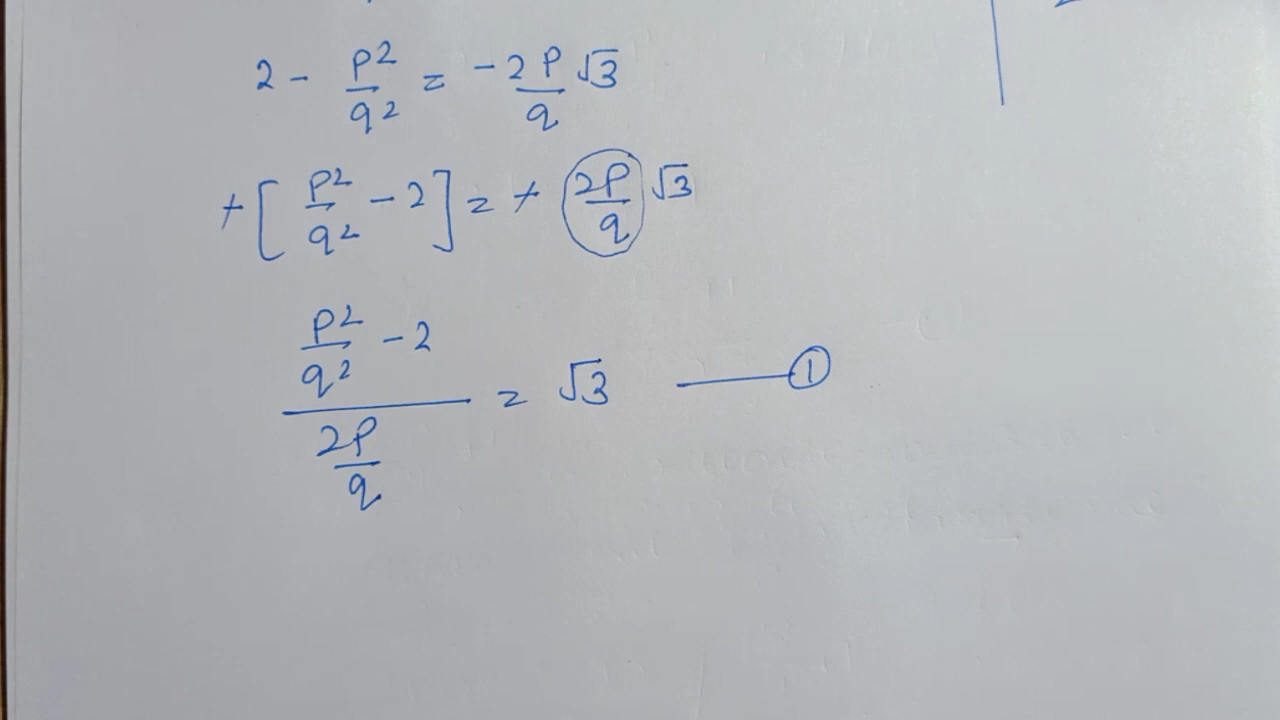 2 - p²/q² = -2p/q √3
+[p²/q² - 2] = + 2p/q √3
(p²/q² - 2)/(2p/q) = √3 —— ①